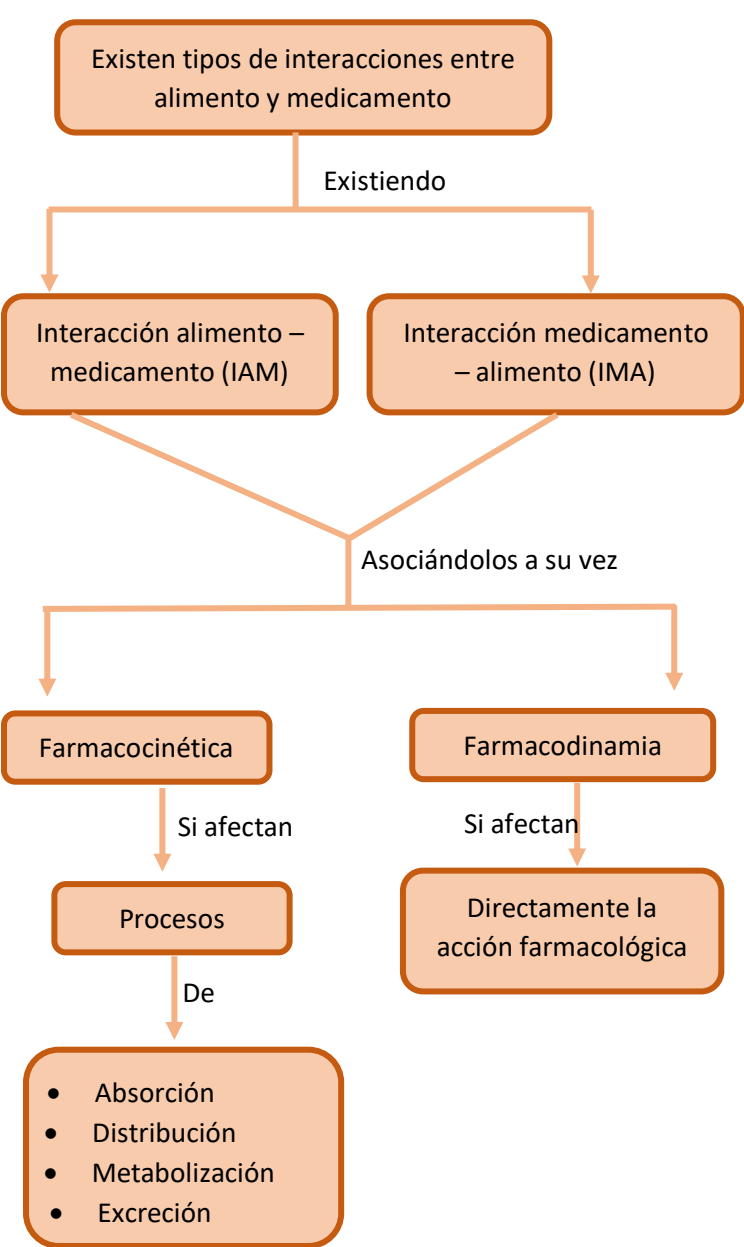 Existen tipos de interacciones entre
alimento y medicamento
Existiendo
Interacción alimento –
medicamento (IAM)
Interacción medicamento
– alimento (IMA)
Asociándolos a su vez
Farmacocinética
Farmacodinamia
Si afectan
Si afectan
Procesos
Directamente la
acción farmacológica
De
• Absorción
• Distribución
• Metabolización
• Excreción